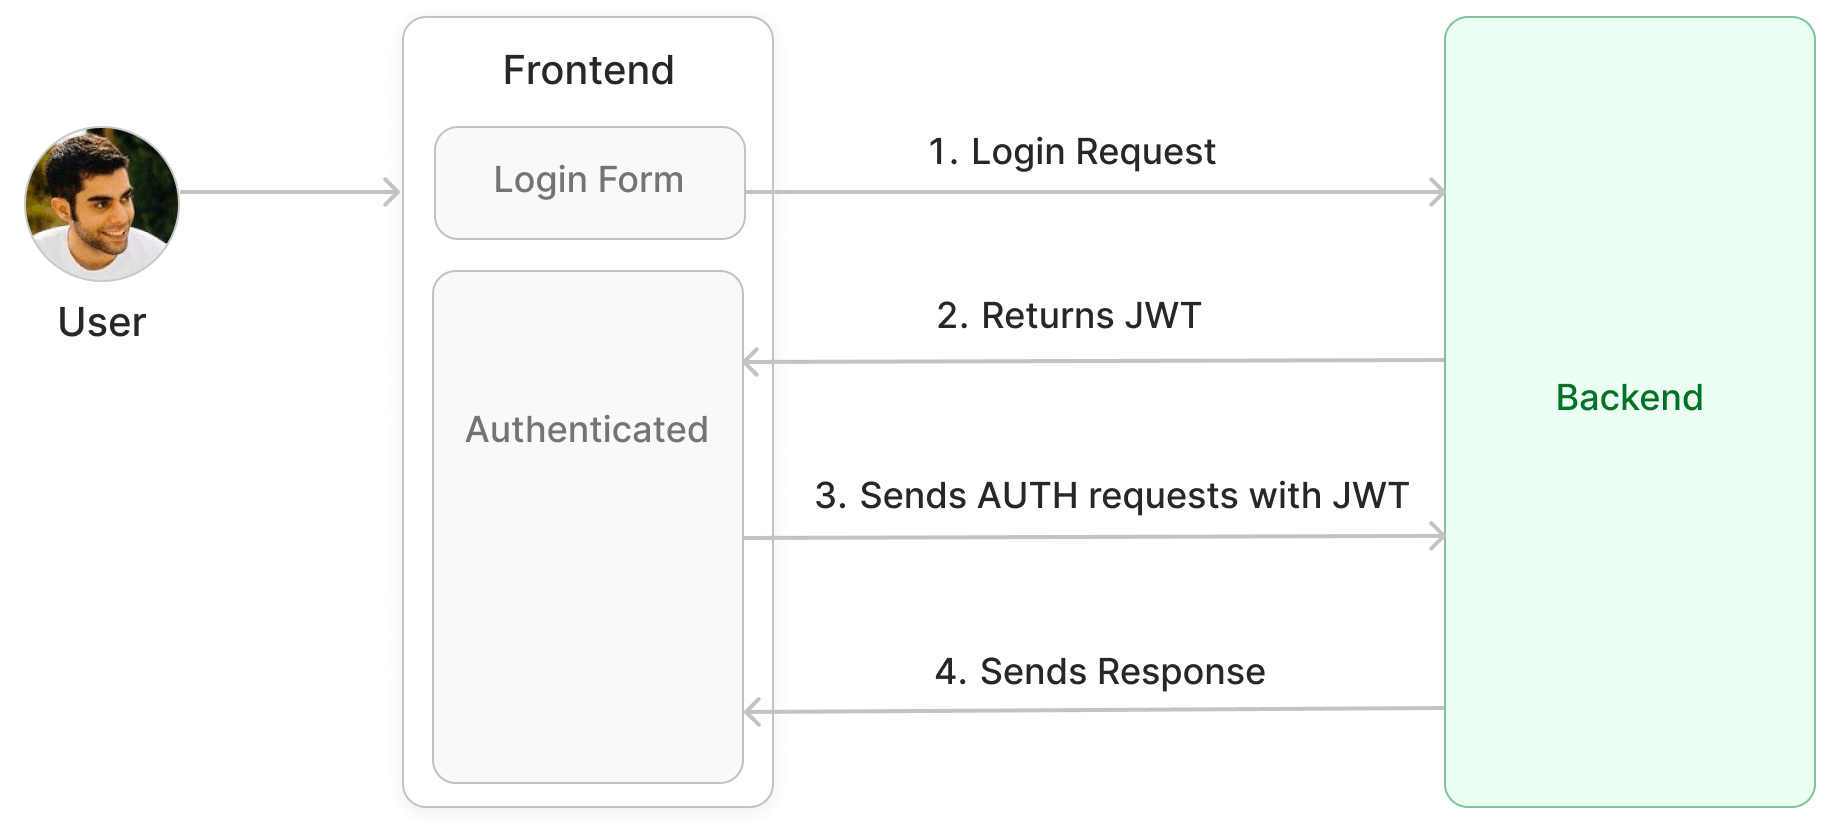 Frontend
Login Form
1. Login Request
User
2. Returns JWT
Authenticated
Backend
3. Sends AUTH requests with JWT
4. Sends Response